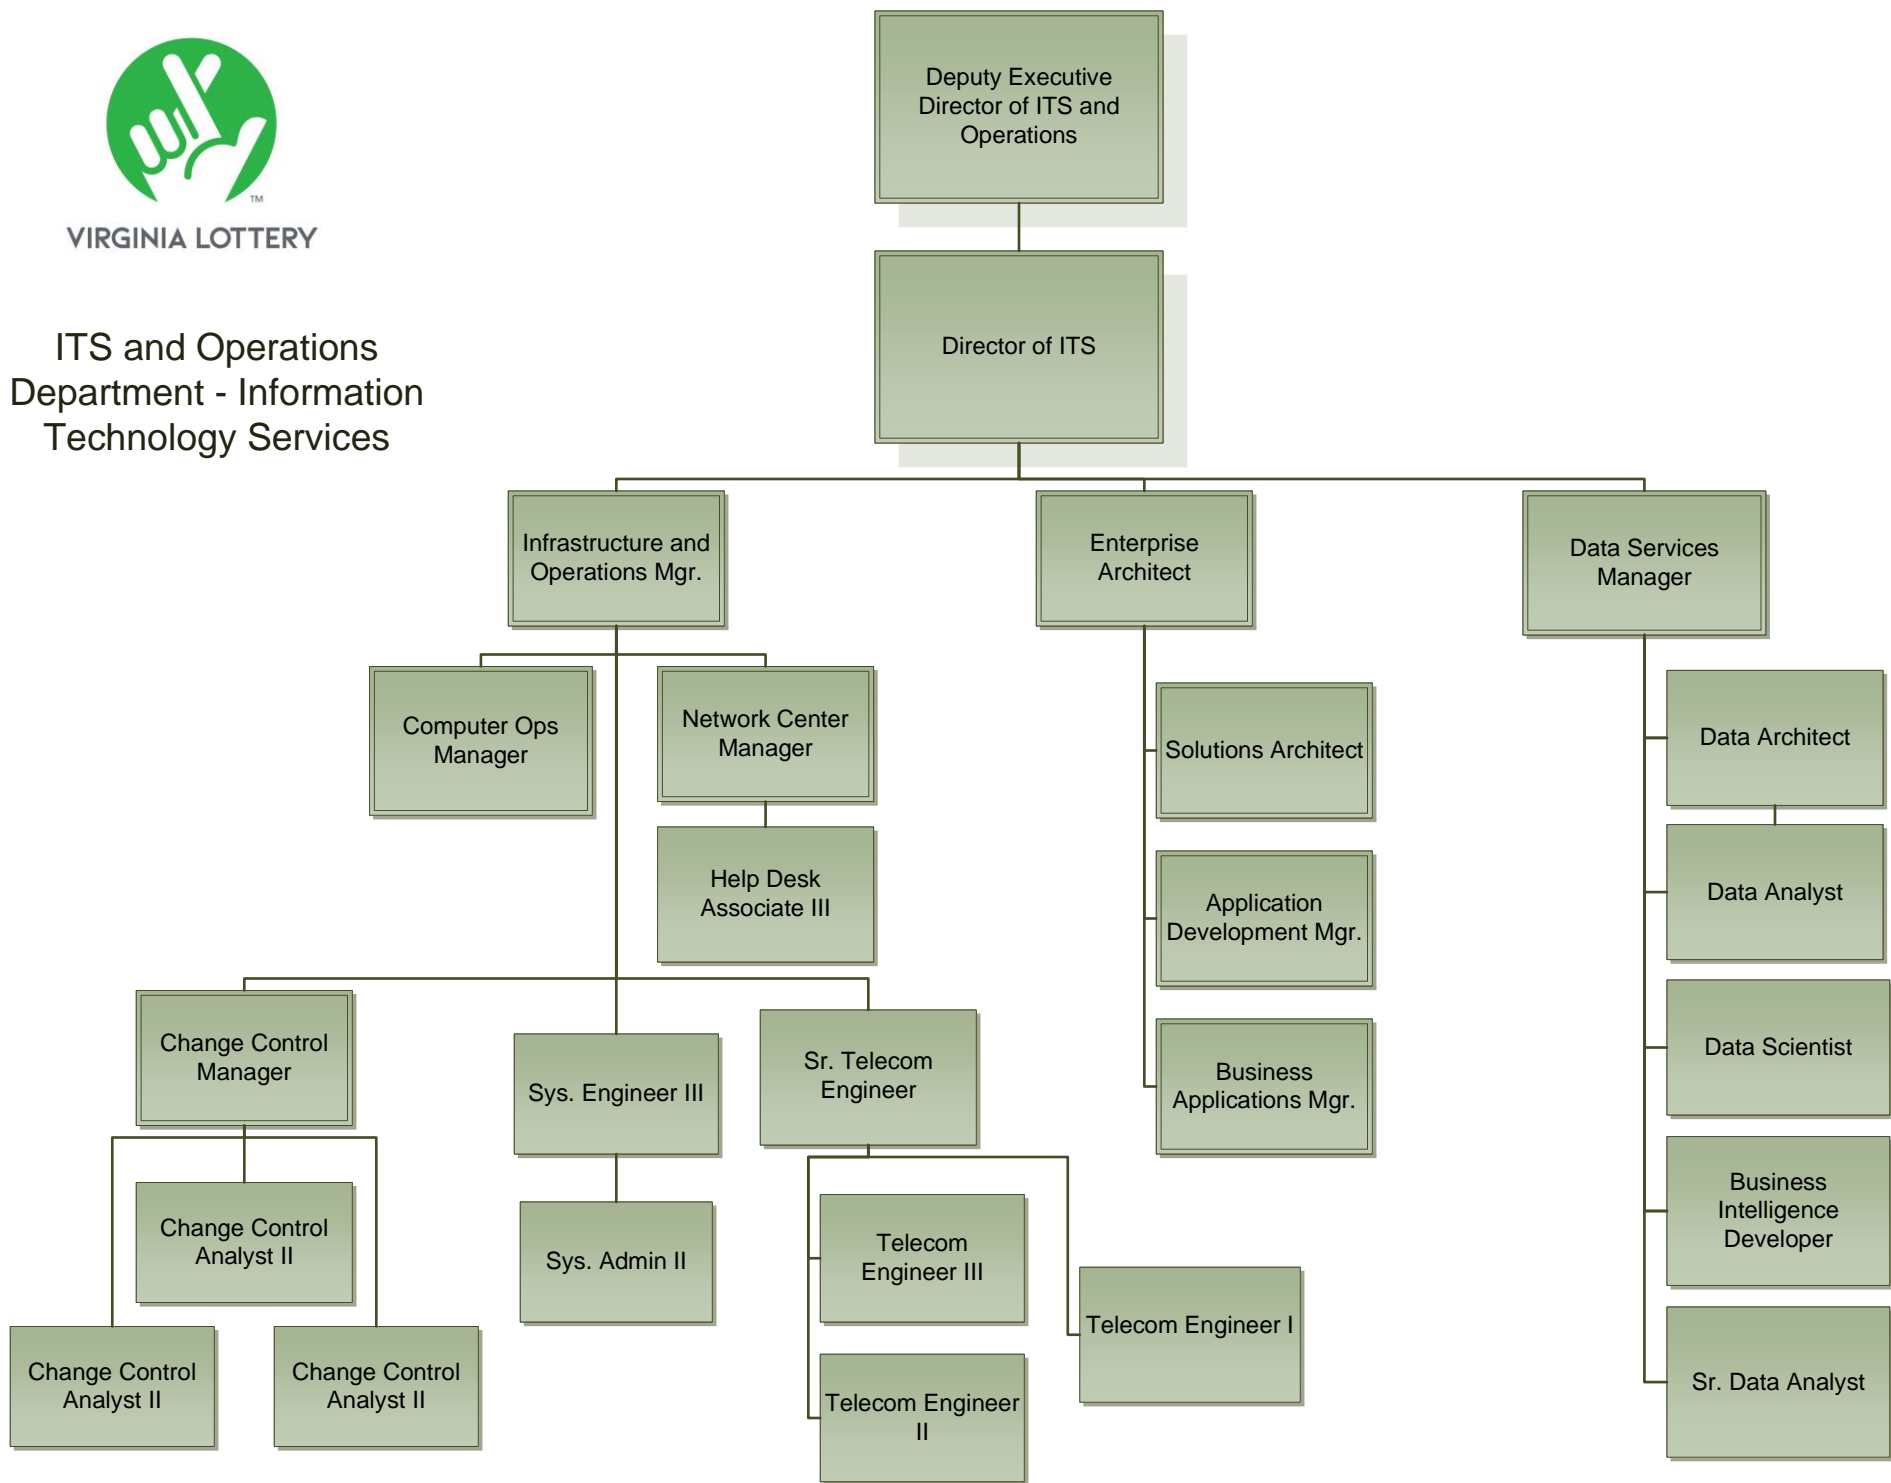 Deputy Executive
Director of ITS and
Operations
TM
VIRGINIA LOTTERY
ITS and Operations
Department - Information
Technology Services
Director of ITS
Infrastructure and
Operations Mgr.
Enterprise
Architect
Data Services
Manager
Computer Ops
Manager
Network Center
Manager
Solutions Architect
Data Architect
Help Desk
Associate III
Application
Development Mgr.
Data Analyst
Change Control
Manager
Sys. Engineer III
Sr. Telecom
Engineer
Business
Applications Mgr.
Data Scientist
Change Control
Analyst II
Sys. Admin II
Telecom
Engineer III
Telecom Engineer I
Business
Intelligence
Developer
Change Control
Analyst II
Change Control
Analyst II
Telecom Engineer
II
Sr. Data Analyst